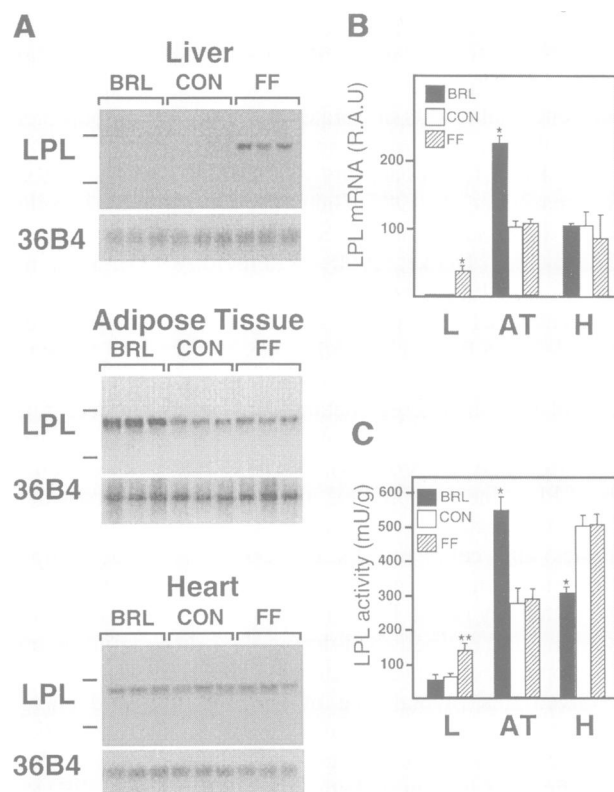 A
Liver
BRL CON FF
LPL
36B4
Adipose Tissue
BRL CON FF
LPL
36B4
Heart
BRL CON FF
LPL
36B4
B
LPL mRNA (R.A.U)
200
100
* BRL
CON
FF
*
L AT H
C
LPL activity (mU/g)
600
500
400
300
200
100
* BRL
CON
FF
**
*
L AT H